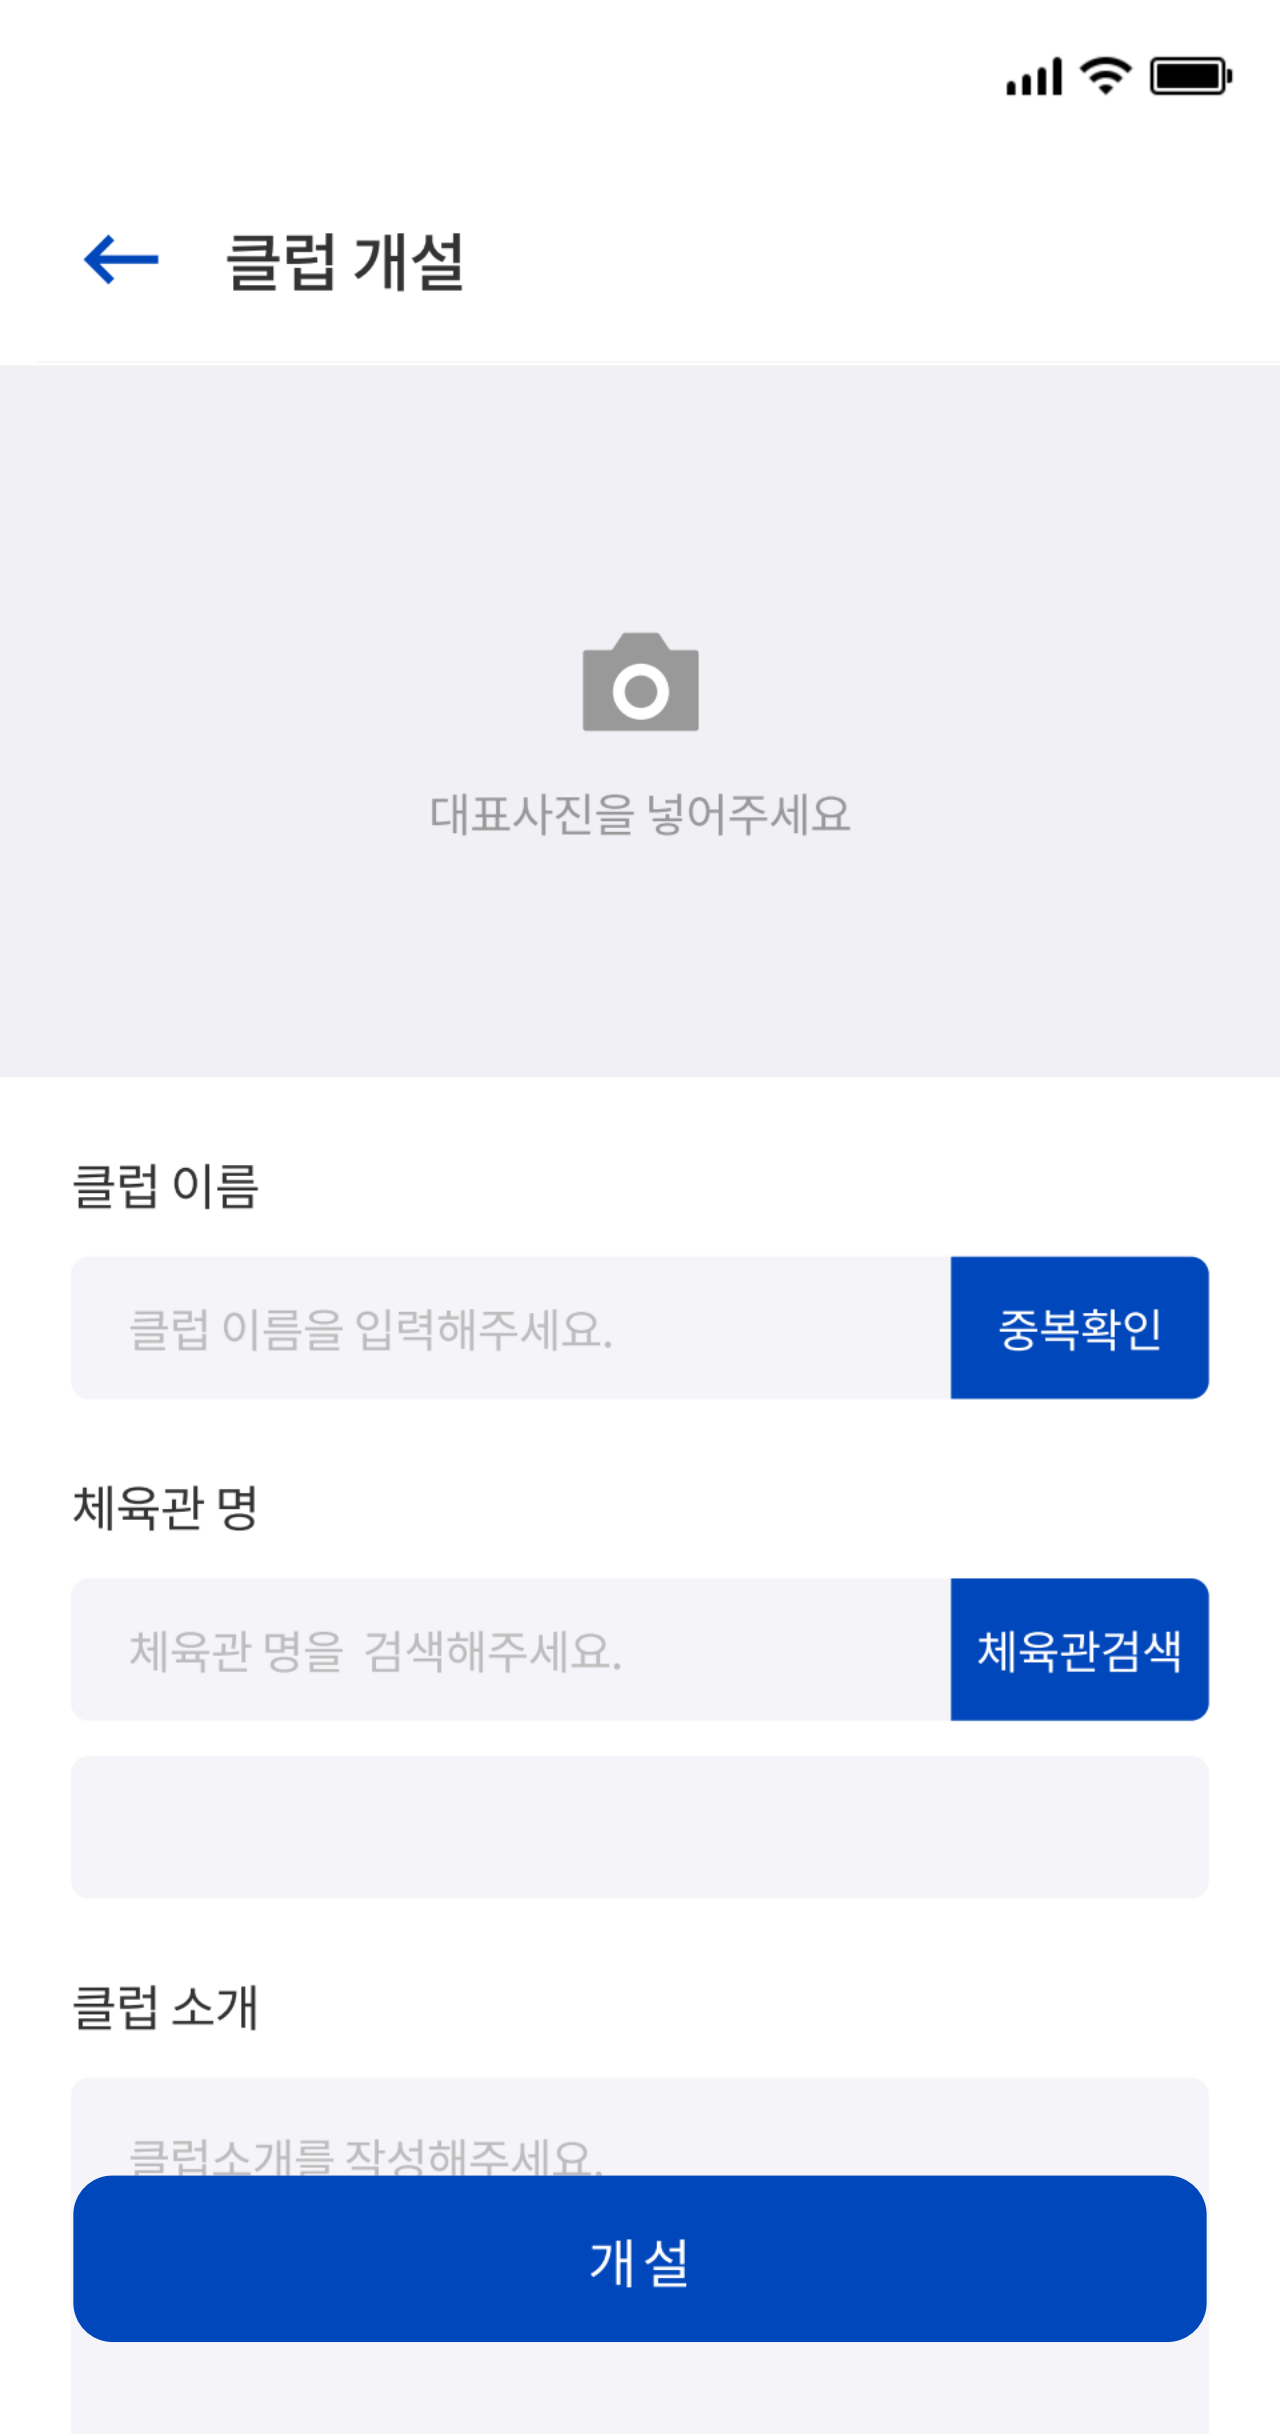 클럽 개설
대표사진을 넣어주세요
클럽 이름
클럽 이름을 입력해주세요. 중복확인
체육관 명
체육관 명을 검색해주세요. 체육관검색
클럽 소개
클럽소개를 작성해주세요.
개설